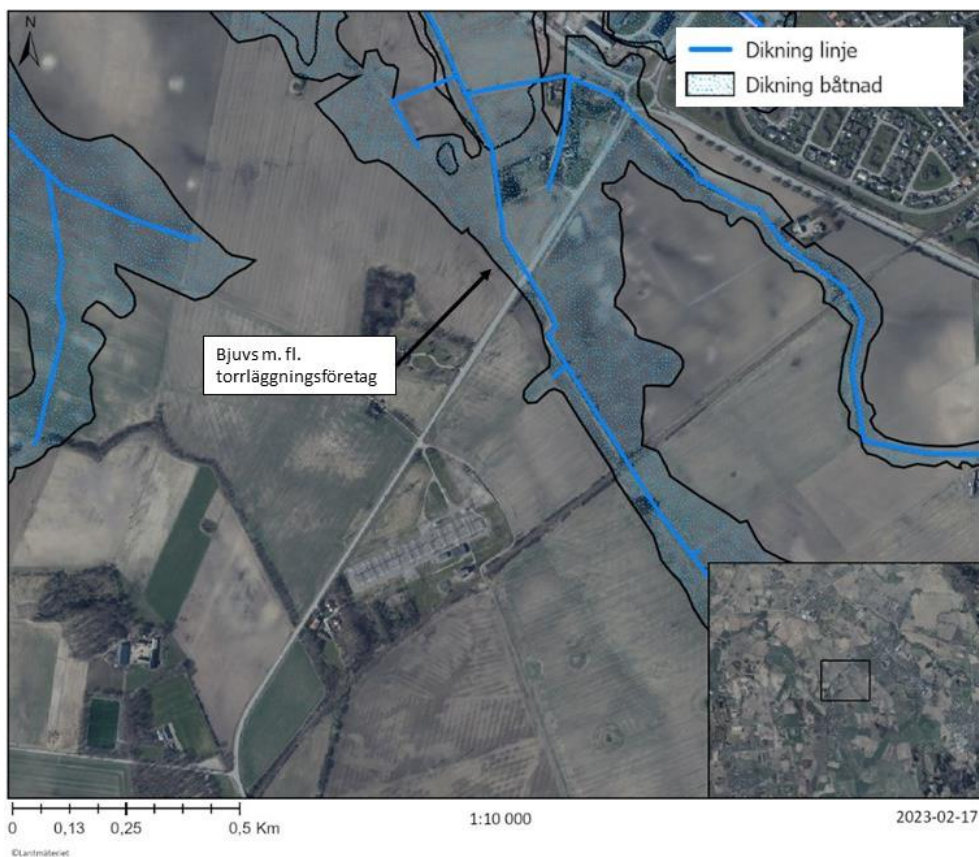 N
Dikning linje
Dikning båtnad
Bjuvs m. fl.
torrläggningsföretag
0 0,13 0,25 0,5 Km
1:10 000
2023-02-17
©Lantmäteriet